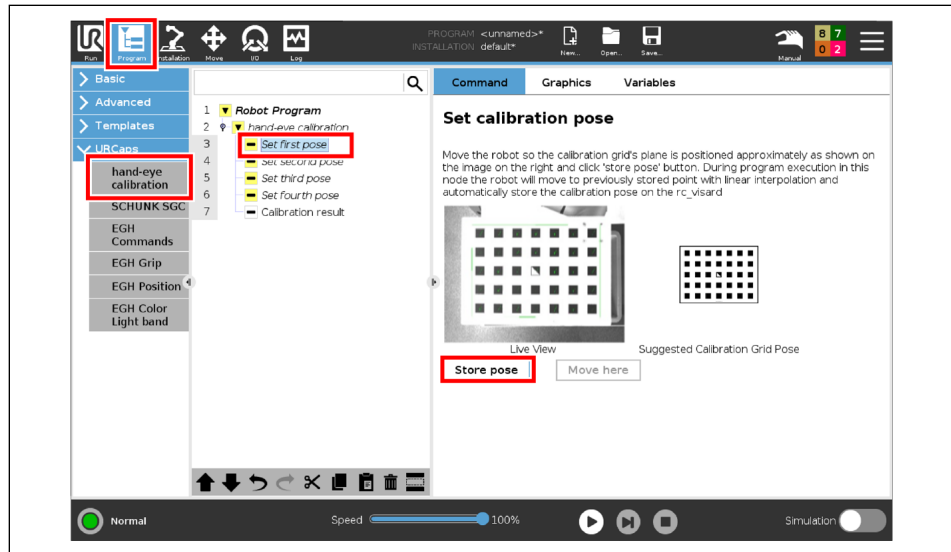 UR
Run
Program
Installation
Move
I/O
Log
PROGRAM <unnamed>*
INSTALLATION default*
New...
Open...
Save...
Manual
8 7
0 2
Basic
Advanced
Templates
URCaps
hand-eye
calibration
SCHUNK SGC
EGH
Commands
EGH Grip
EGH Position
EGH Color
Light band
1 Robot Program
2 hand-eye calibration
3 Set first pose
4 Set second pose
5 Set third pose
6 Set fourth pose
7 Calibration result
Command Graphics Variables
Set calibration pose
Move the robot so the calibration grid's plane is positioned approximately as shown on
the image on the right and click 'store pose' button. During program execution in this
node the robot will move to previously stored point with linear interpolation and
automatically store the calibration pose on the rc_visard
Live View
Suggested Calibration Grid Pose
Store pose
Move here
Normal
Speed
100%
Simulation